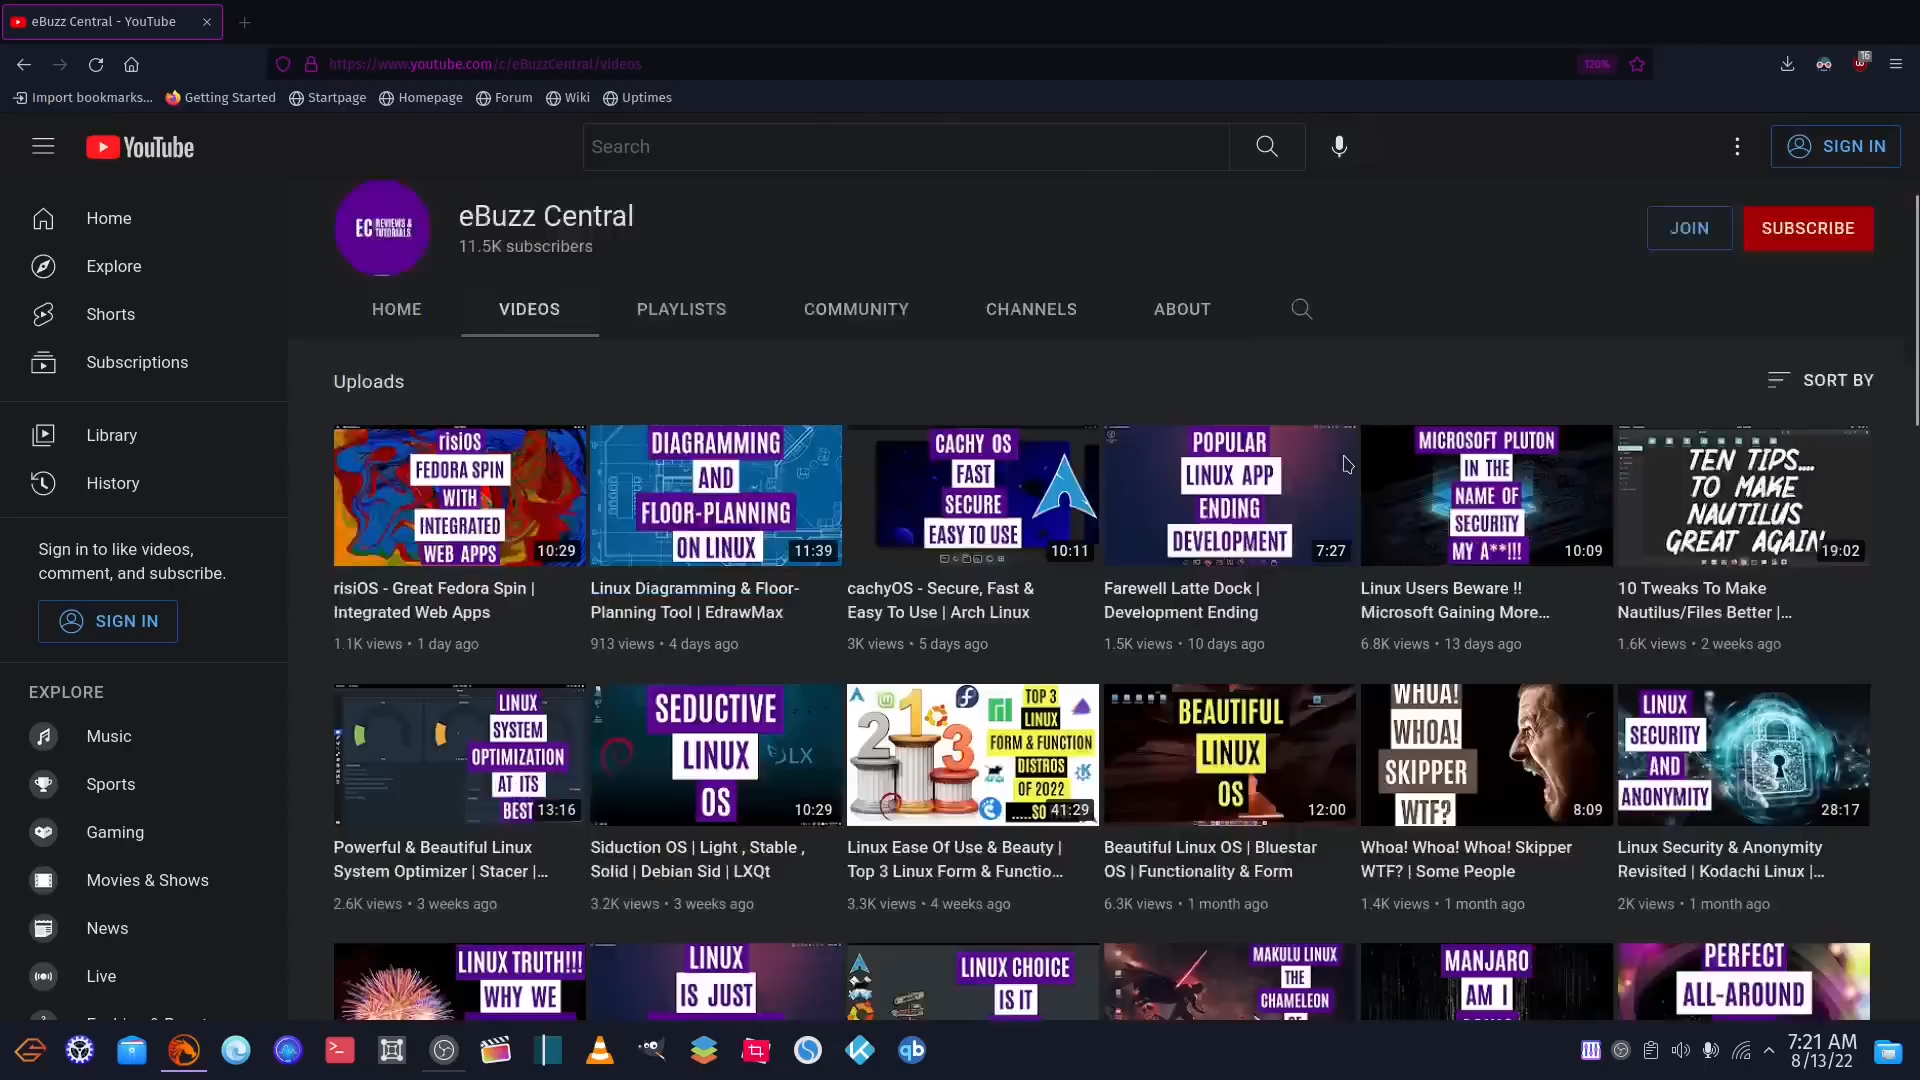 eBuzz Central - YouTube
https://www.youtube.com/c/eBuzzCentral/videos
120%
16
Import bookmarks...
Getting Started
Startpage
Homepage
Forum
Wiki
Uptimes
YouTube
Search
SIGN IN
Home
Explore
Shorts
Subscriptions
Library
History
Sign in to like videos,
comment, and subscribe.
SIGN IN
EXPLORE
Music
Sports
Gaming
Movies & Shows
News
Live
EC REVIEWS & TUTORIALS
eBuzz Central
11.5K subscribers
JOIN
SUBSCRIBE
HOME
VIDEOS
PLAYLISTS
COMMUNITY
CHANNELS
ABOUT
Uploads
SORT BY
risiOS
FEDORA SPIN
WITH
INTEGRATED
WEB APPS
10:29
risiOS - Great Fedora Spin |
Integrated Web Apps
1.1K views • 1 day ago
DIAGRAMMING
AND
FLOOR-PLANNING
ON LINUX
11:39
Linux Diagramming & Floor-
Planning Tool | EdrawMax
913 views • 4 days ago
CACHY OS
FAST
SECURE
EASY TO USE
10:11
cachyOS - Secure, Fast &
Easy To Use | Arch Linux
3K views • 5 days ago
POPULAR
LINUX APP
ENDING
DEVELOPMENT
7:27
Farewell Latte Dock |
Development Ending
1.5K views • 10 days ago
MICROSOFT PLUTON
IN THE
NAME OF
SECURITY
MY A**!!!
10:09
Linux Users Beware !!
Microsoft Gaining More...
6.8K views • 13 days ago
TEN TIPS...
TO MAKE
NAUTILUS
GREAT AGAIN
19:02
10 Tweaks To Make
Nautilus/Files Better |...
1.6K views • 2 weeks ago
LINUX
SYSTEM
OPTIMIZATION
AT ITS
BEST
13:16
Powerful & Beautiful Linux
System Optimizer | Stacer |...
2.6K views • 3 weeks ago
SEDUCTIVE
LINUX
OS
LX
10:29
Siduction OS | Light , Stable ,
Solid | Debian Sid | LXQt
3.2K views • 3 weeks ago
2 1 3
TOP 3
LINUX
FORM & FUNCTION
DISTROS
OF 2022
.....SO
41:29
Linux Ease Of Use & Beauty |
Top 3 Linux Form & Functio...
3.3K views • 4 weeks ago
BEAUTIFUL
LINUX
OS
12:00
Beautiful Linux OS | Bluestar
OS | Functionality & Form
6.3K views • 1 month ago
WHOA!
WHOA!
SKIPPER
WTF?
8:09
Whoa! Whoa! Whoa! Skipper
WTF? | Some People
1.4K views • 1 month ago
LINUX
SECURITY
AND
ANONYMITY
28:17
Linux Security & Anonymity
Revisited | Kodachi Linux |...
2K views • 1 month ago
LINUX TRUTH!!!
WHY WE
LINUX
IS JUST
LINUX CHOICE
IS IT
MAKULU LINUX
THE
CHAMELEON
MANJARO
AM I
PERFECT
ALL-AROUND
qb
7:21 AM
8/13/22